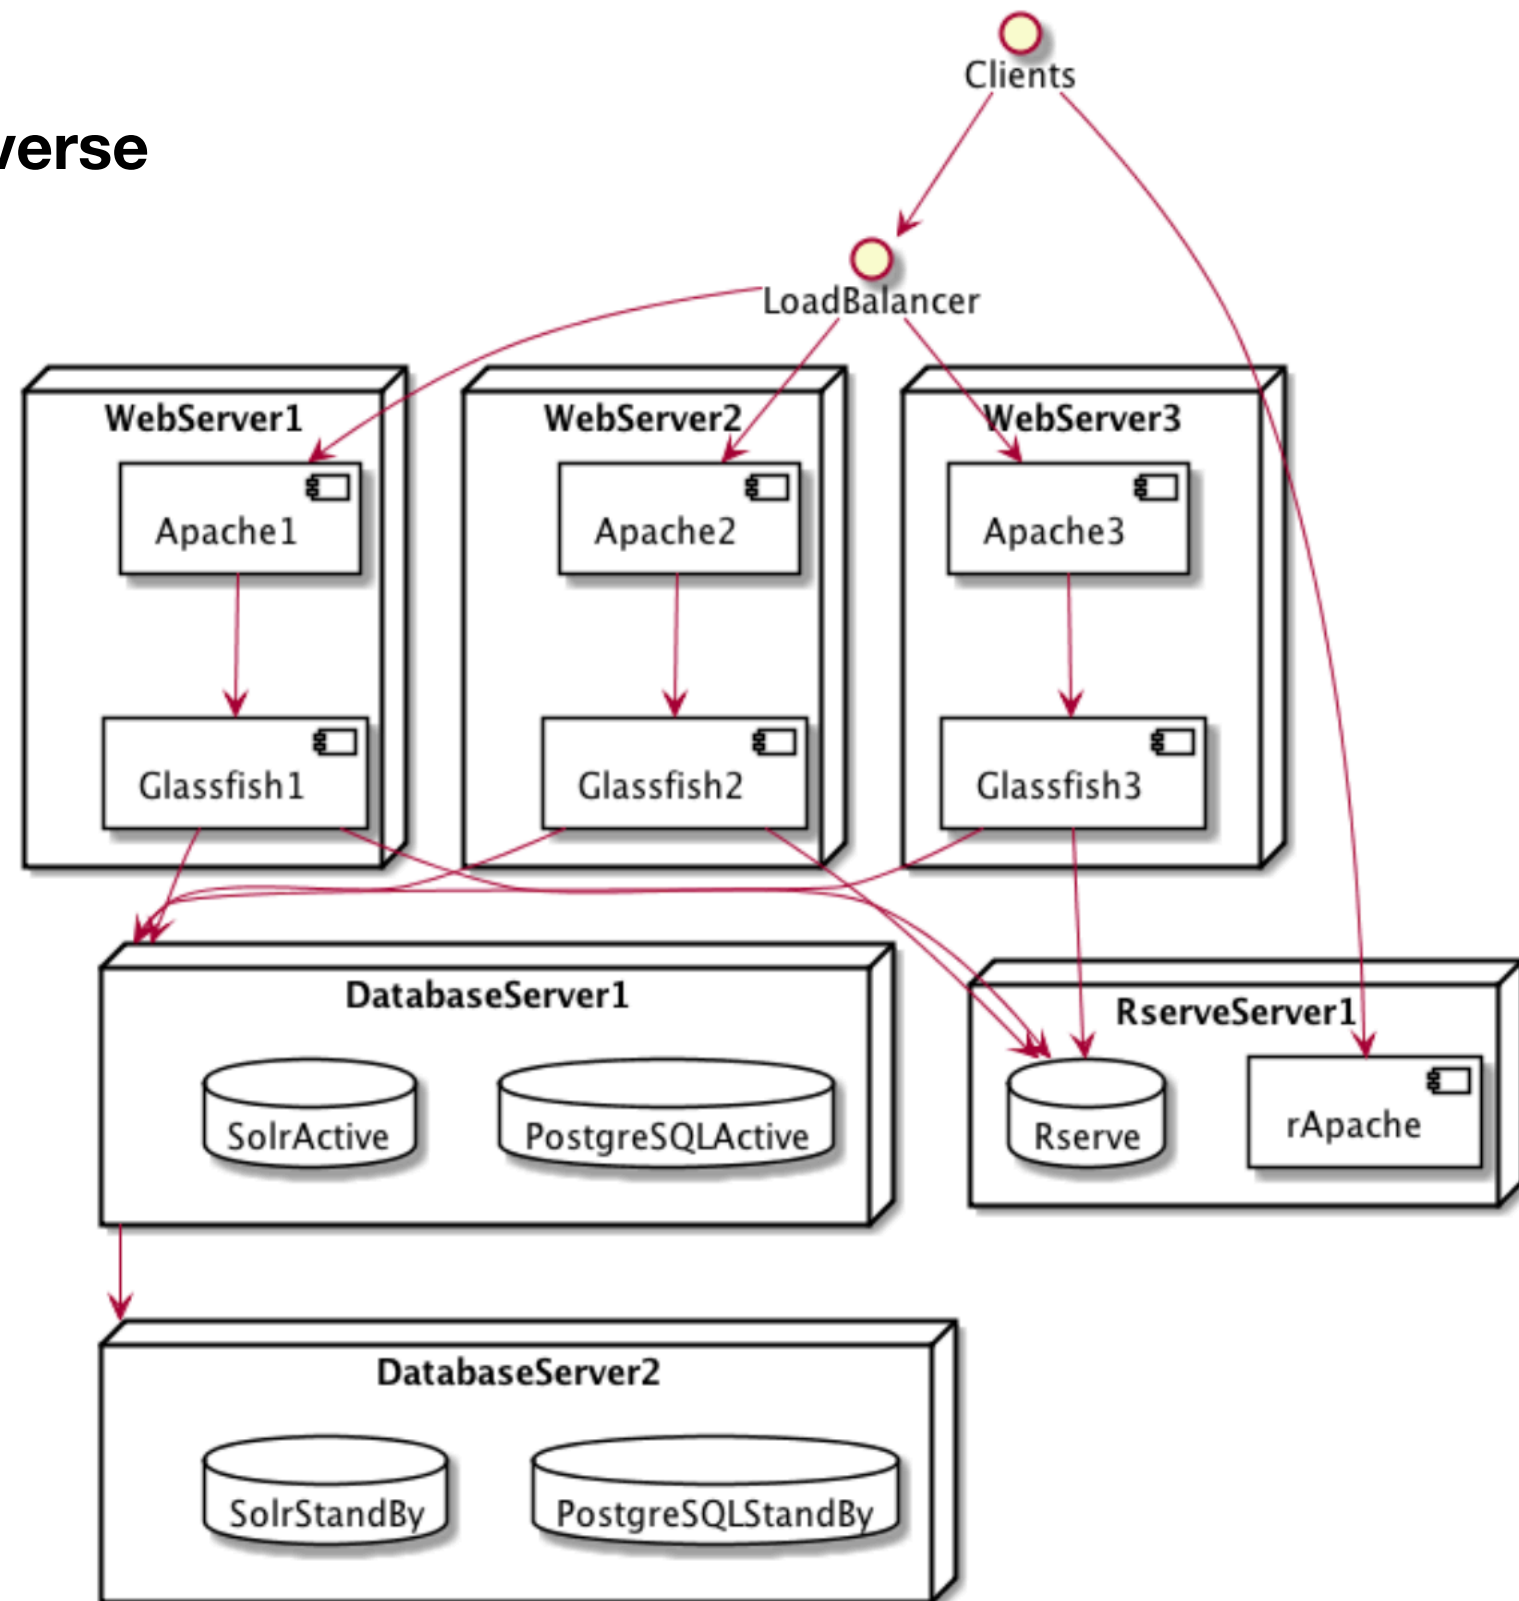 Clients
verse
LoadBalancer
WebServer1
WebServer2
WebServer3
Apache1
Apache2
Apache3
Glassfish1
Glassfish2
Glassfish3
DatabaseServer1
RserveServer1
SolrActive
PostgreSQLActive
Rserve
rApache
DatabaseServer2
SolrStandBy
PostgreSQLStandBy